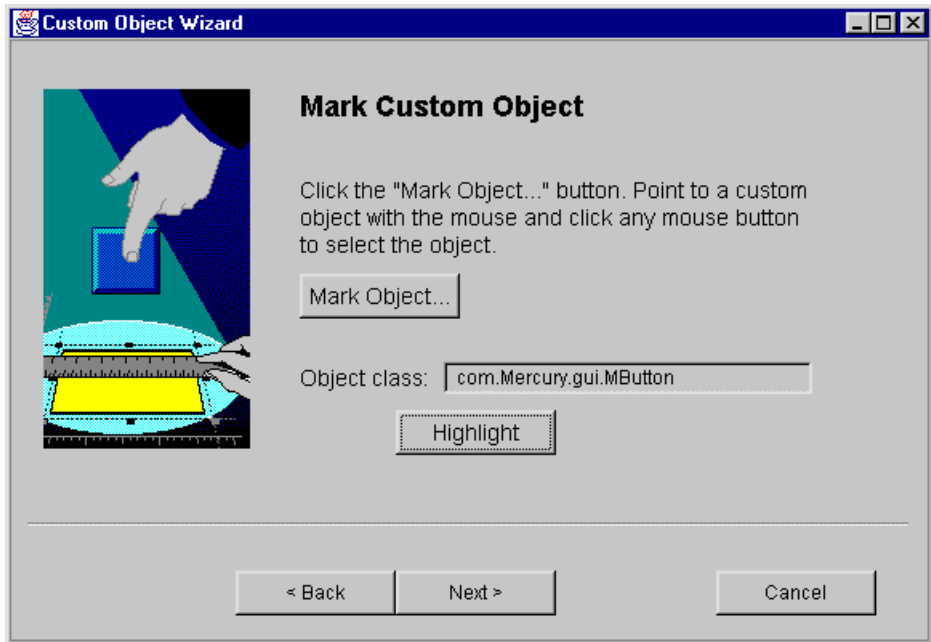 Custom Object Wizard
Mark Custom Object
Click the "Mark Object..." button. Point to a custom
object with the mouse and click any mouse button
to select the object.
Mark Object...
Object class: com.Mercury.gui.MButton
Highlight
< Back Next > Cancel